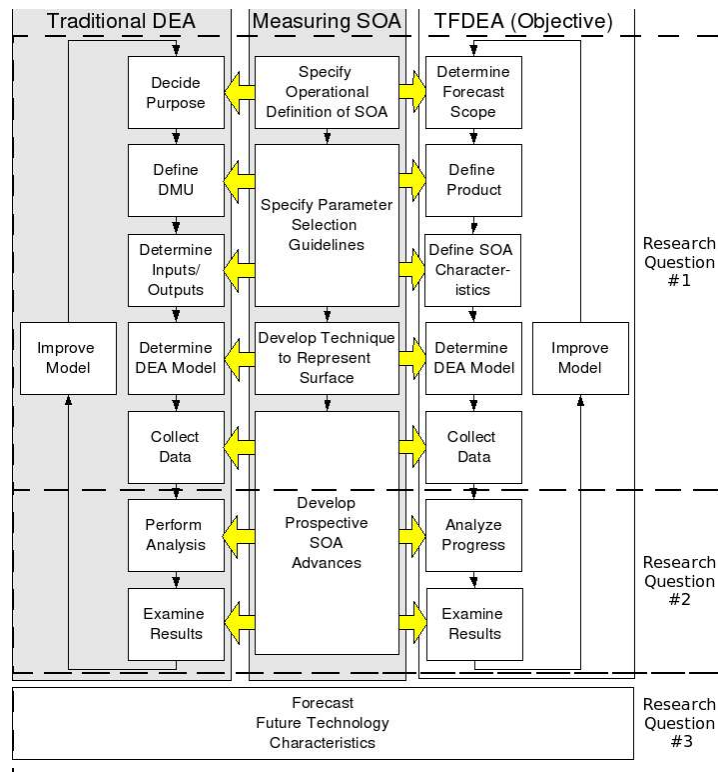 Traditional DEA
Measuring SOA
TFDEA (Objective)
Decide
Purpose
Specify
Operational
Definition of SOA
Determine
Forecast
Scope
Define
DMU
Specify Parameter
Selection
Guidelines
Define
Product
Determine
Inputs/
Outputs
Define SOA
Character-
istics
Research
Question
#1
Improve
Model
Determine
DEA Model
Develop Technique
to Represent
Surface
Determine
DEA Model
Improve
Model
Collect
Data
Collect
Data
Develop
Prospective
SOA
Advances
Perform
Analysis
Analyze
Progress
Research
Question
#2
Examine
Results
Examine
Results
Forecast
Future Technology
Characteristics
Research
Question
#3